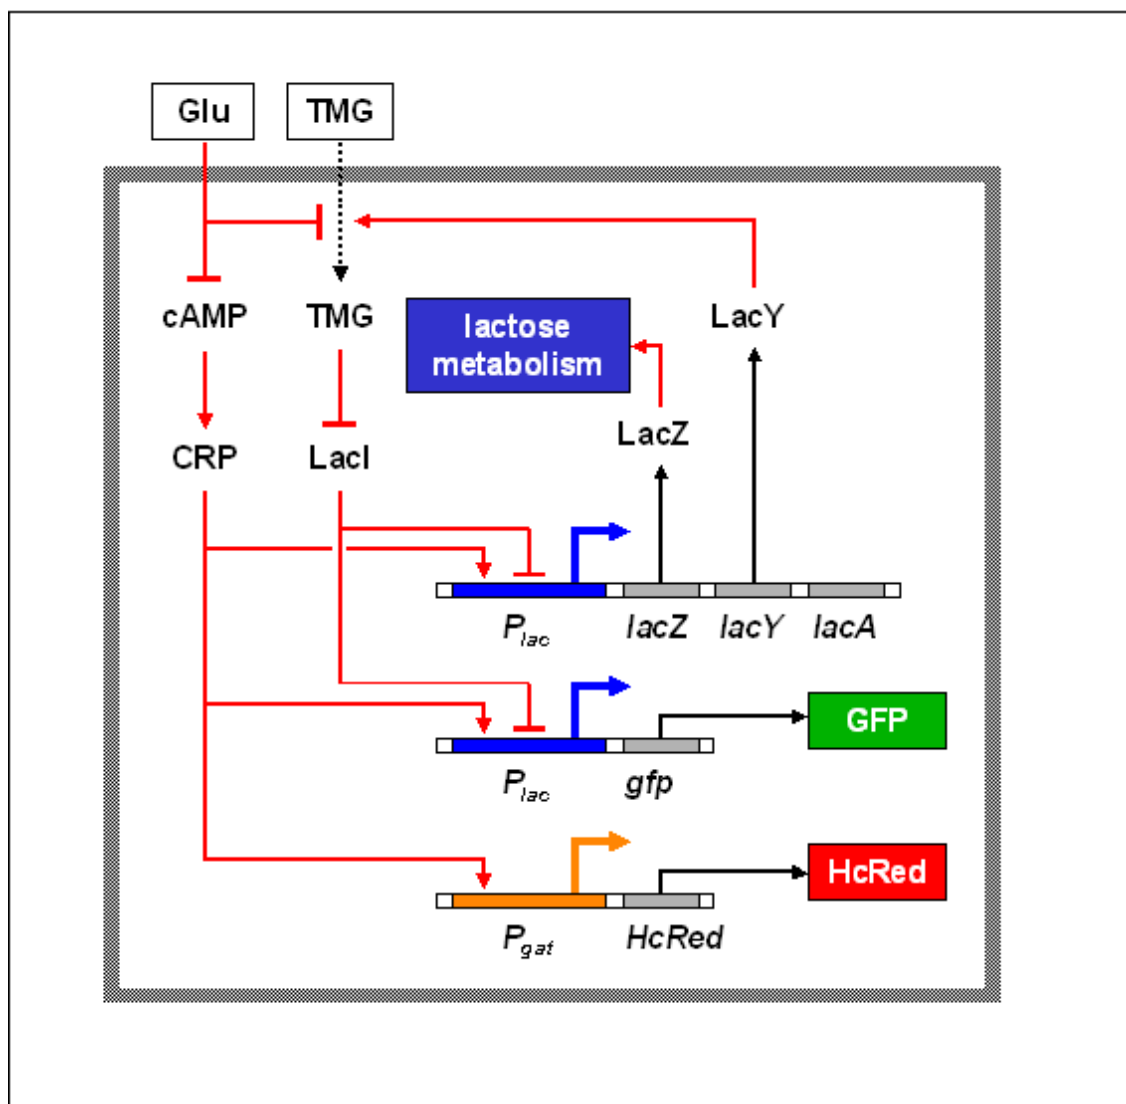 Glu TMG
cAMP TMG lactose metabolism LacY
CRP LacI LacZ
Plac lacZ lacY lacA
GFP
Plac gfp
HcRed
Pgat HcRed